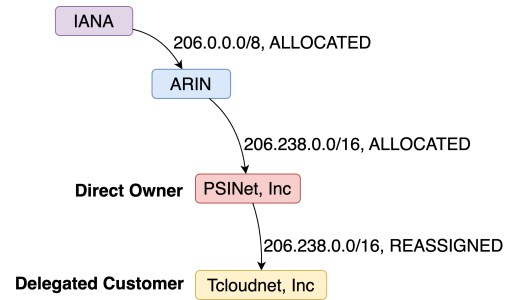 IANA
206.0.0.0/8, ALLOCATED
ARIN
206.238.0.0/16, ALLOCATED
Direct Owner PSINet, Inc
206.238.0.0/16, REASSIGNED
Delegated Customer Tcloudnet, Inc